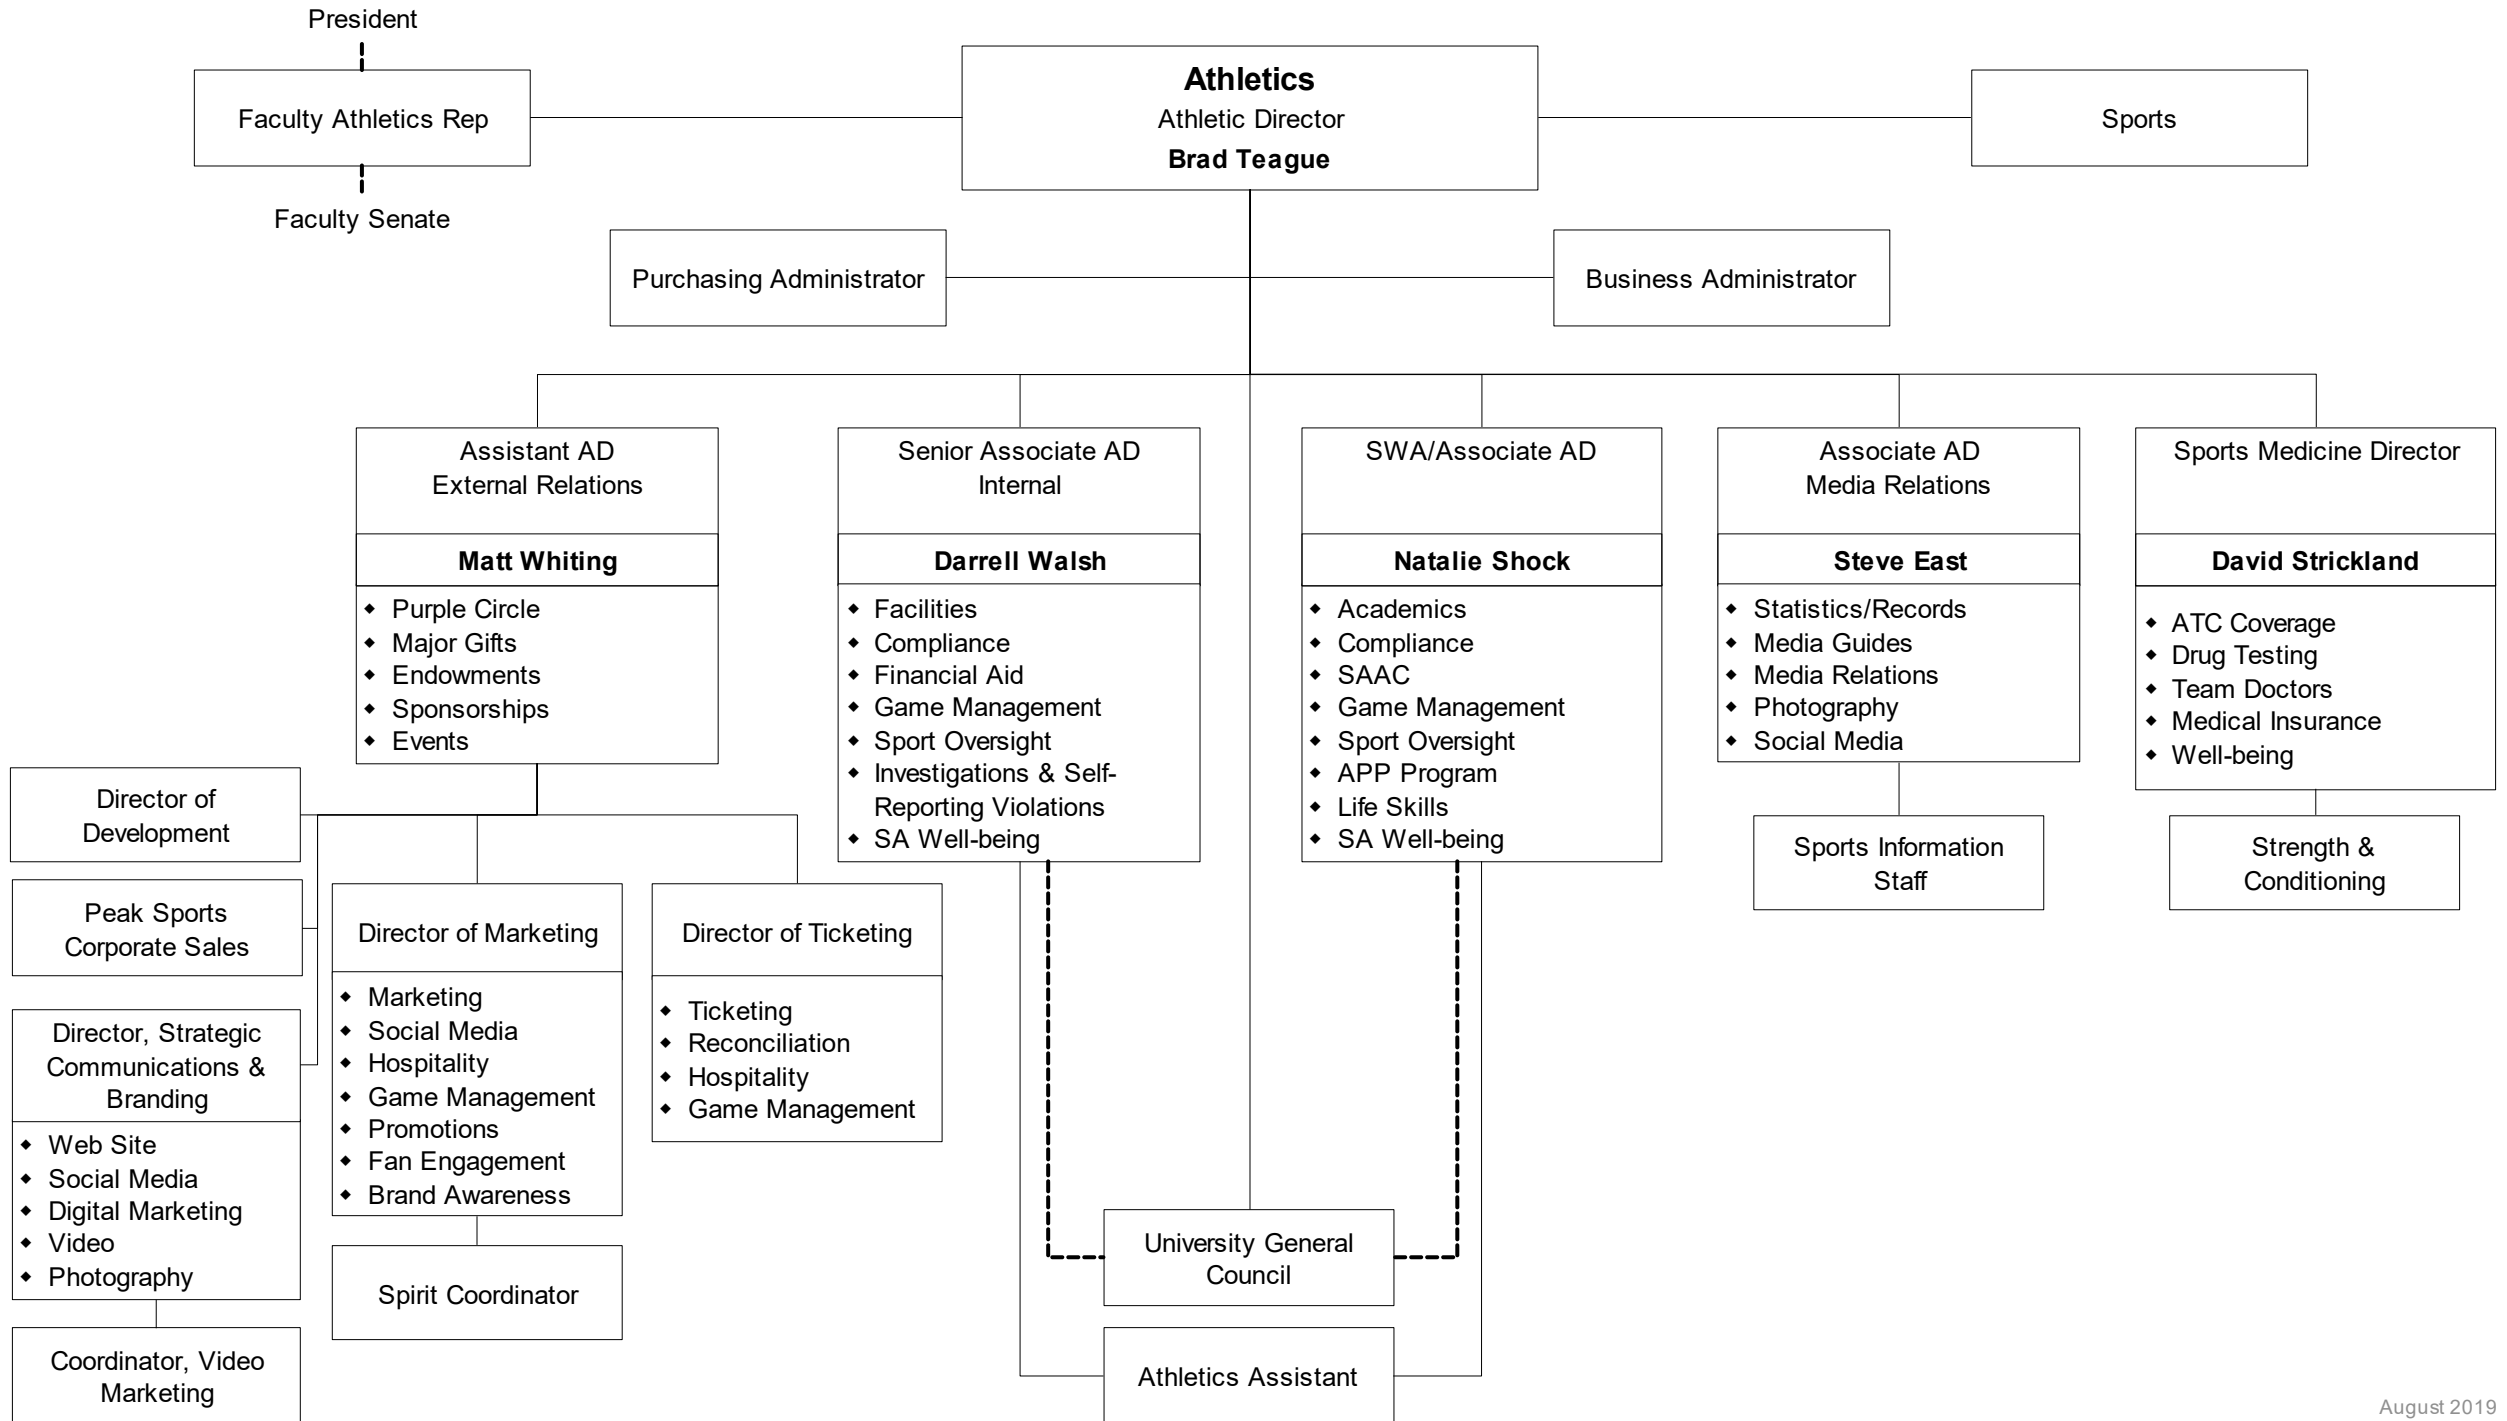 President
Faculty Athletics Rep
Faculty Senate
Athletics
Athletic Director
Brad Teague
Sports
Purchasing Administrator
Business Administrator
Assistant AD
External Relations
Matt Whiting
◆ Purple Circle
◆ Major Gifts
◆ Endowments
◆ Sponsorships
◆ Events
Senior Associate AD
Internal
Darrell Walsh
◆ Facilities
◆ Compliance
◆ Financial Aid
◆ Game Management
◆ Sport Oversight
◆ Investigations & Self-
Reporting Violations
◆ SA Well-being
SWA/Associate AD
Natalie Shock
◆ Academics
◆ Compliance
◆ SAAC
◆ Game Management
◆ Sport Oversight
◆ APP Program
◆ Life Skills
◆ SA Well-being
Associate AD
Media Relations
Steve East
◆ Statistics/Records
◆ Media Guides
◆ Media Relations
◆ Photography
◆ Social Media
Sports Medicine Director
David Strickland
◆ ATC Coverage
◆ Drug Testing
◆ Team Doctors
◆ Medical Insurance
◆ Well-being
Director of
Development
Peak Sports
Corporate Sales
Director, Strategic
Communications &
Branding
◆ Web Site
◆ Social Media
◆ Digital Marketing
◆ Video
◆ Photography
Coordinator, Video
Marketing
Director of Marketing
◆ Marketing
◆ Social Media
◆ Hospitality
◆ Game Management
◆ Promotions
◆ Fan Engagement
◆ Brand Awareness
Spirit Coordinator
Director of Ticketing
◆ Ticketing
◆ Reconciliation
◆ Hospitality
◆ Game Management
University General
Council
Athletics Assistant
Sports Information
Staff
Strength &
Conditioning
August 2019